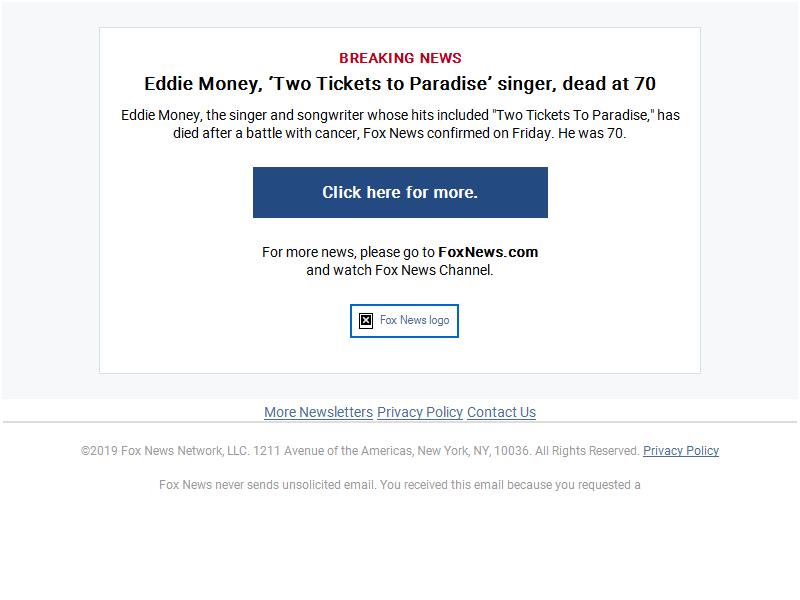 BREAKING NEWS
Eddie Money, ‘Two Tickets to Paradise’ singer, dead at 70
Eddie Money, the singer and songwriter whose hits included "Two Tickets To Paradise," has
died after a battle with cancer, Fox News confirmed on Friday. He was 70.
Click here for more.
For more news, please go to FoxNews.com
and watch Fox News Channel.
Fox News logo
More Newsletters Privacy Policy Contact Us
©2019 Fox News Network, LLC. 1211 Avenue of the Americas, New York, NY, 10036. All Rights Reserved. Privacy Policy
Fox News never sends unsolicited email. You received this email because you requested a